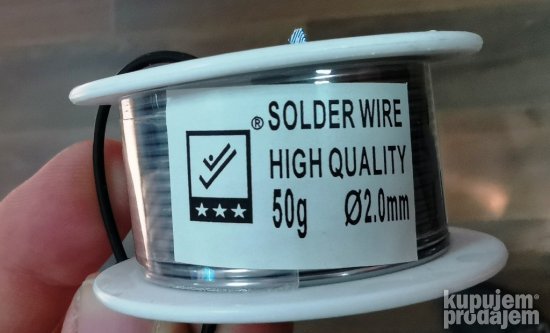 ® SOLDER WIRE
HIGH QUALITY
50g Ø2.0mm
kupujem
prodajem